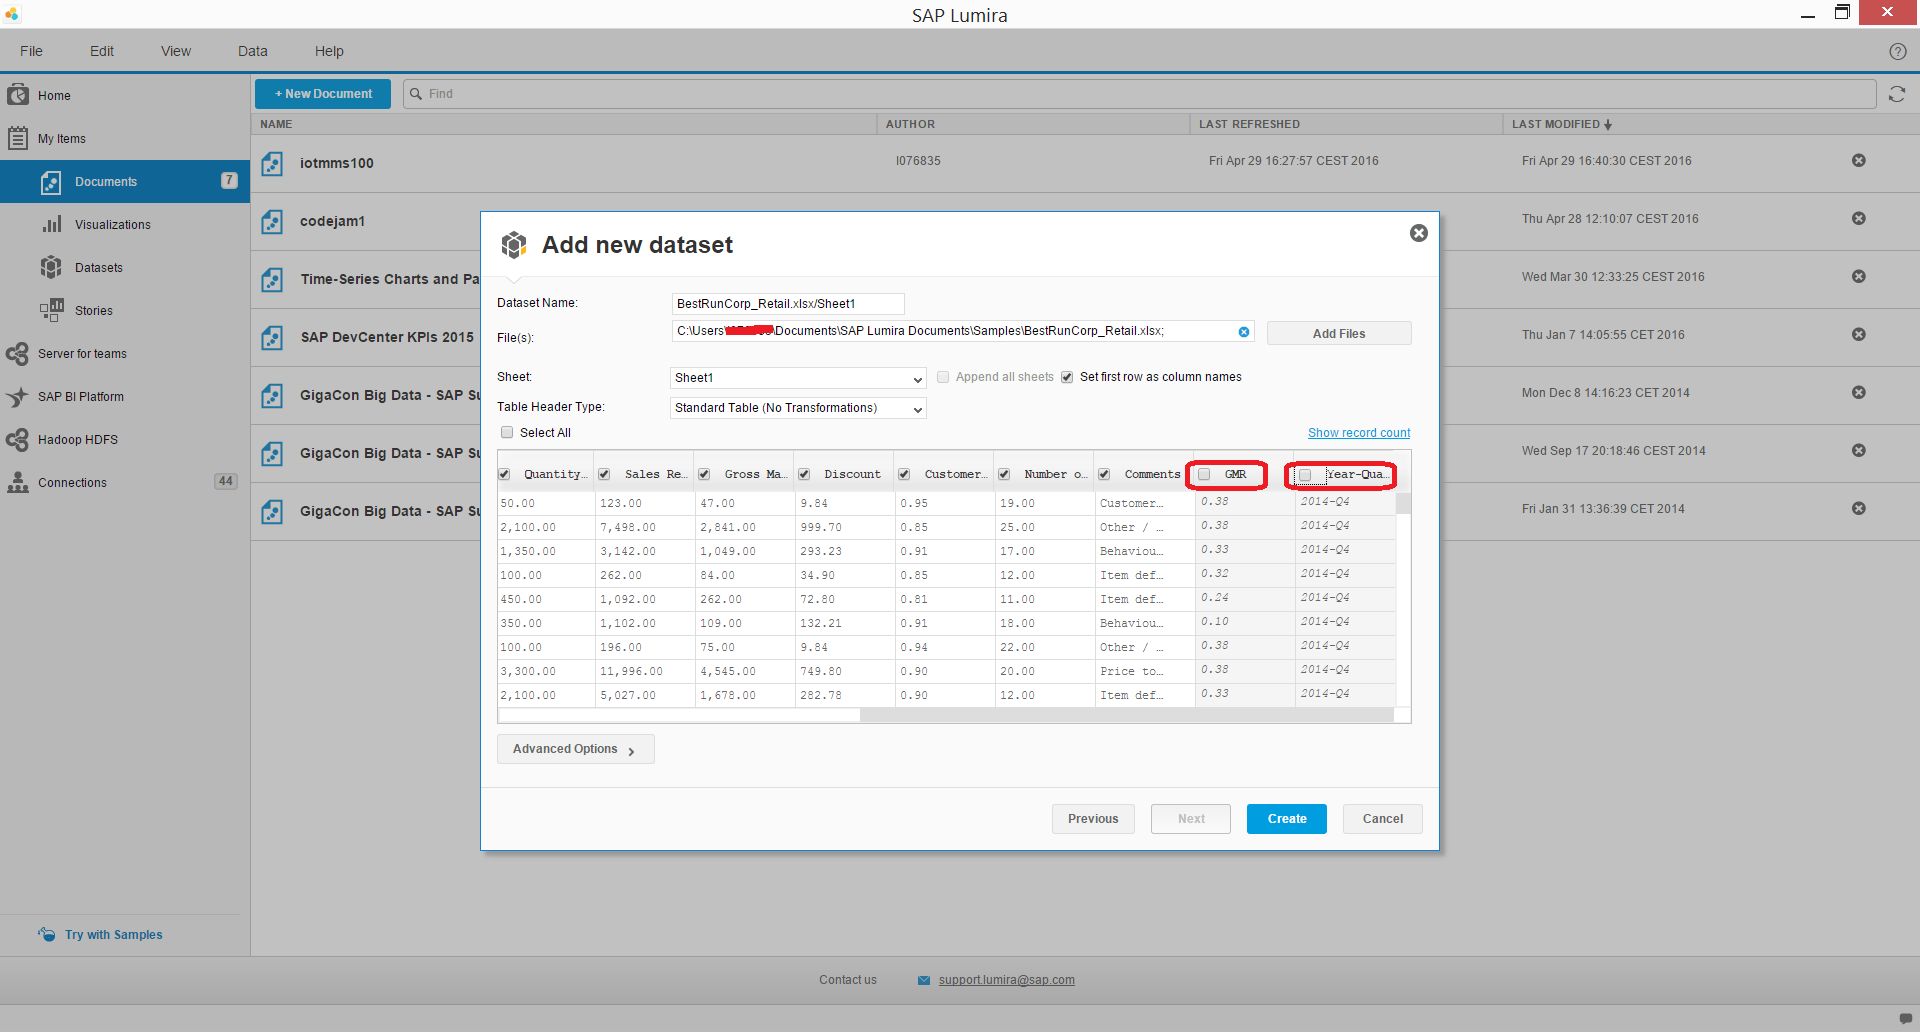 SAP Lumira
File Edit View Data Help
Home
My Items
Documents 7
Visualizations
Datasets
Stories
Server for teams
SAP BI Platform
Hadoop HDFS
Connections 44
Try with Samples
+ New Document Find
NAME AUTHOR LAST REFRESHED LAST MODIFIED
iotmms100 I076835 Fri Apr 29 16:27:57 CEST 2016 Fri Apr 29 16:40:30 CEST 2016
codejam1 Thu Apr 28 12:10:07 CEST 2016
Time-Series Charts and Pa Wed Mar 30 12:33:25 CEST 2016
SAP DevCenter KPIs 2015 Thu Jan 7 14:05:55 CET 2016
GigaCon Big Data - SAP Su Mon Dec 8 14:16:23 CET 2014
GigaCon Big Data - SAP Su Wed Sep 17 20:18:46 CEST 2014
GigaCon Big Data - SAP Su Fri Jan 31 13:36:39 CET 2014
Add new dataset
Dataset Name: BestRunCorp_Retail.xlsx/Sheet1
File(s): C:\Users\ \Documents\SAP Lumira Documents\Samples\BestRunCorp_Retail.xlsx; Add Files
Sheet: Sheet1 Append all sheets Set first row as column names
Table Header Type: Standard Table (No Transformations)
Select All Show record count
Quantity... Sales Re... Gross Ma... Discount Customer... Number o... Comments GMR Year-Qua...
50.00 123.00 47.00 9.84 0.95 19.00 Customer... 0.38 2014-Q4
2,100.00 7,498.00 2,841.00 999.70 0.85 25.00 Other / ... 0.38 2014-Q4
1,350.00 3,142.00 1,049.00 293.23 0.91 17.00 Behaviou... 0.33 2014-Q4
100.00 262.00 84.00 34.90 0.85 12.00 Item def... 0.32 2014-Q4
450.00 1,092.00 262.00 72.80 0.81 11.00 Item def... 0.24 2014-Q4
350.00 1,102.00 109.00 132.21 0.91 18.00 Behaviou... 0.10 2014-Q4
100.00 196.00 75.00 9.84 0.94 22.00 Other / ... 0.38 2014-Q4
3,300.00 11,996.00 4,545.00 749.80 0.90 20.00 Price to... 0.38 2014-Q4
2,100.00 5,027.00 1,678.00 282.78 0.90 12.00 Item def... 0.33 2014-Q4
Advanced Options
Previous Next Create Cancel
Contact us support.lumira@sap.com